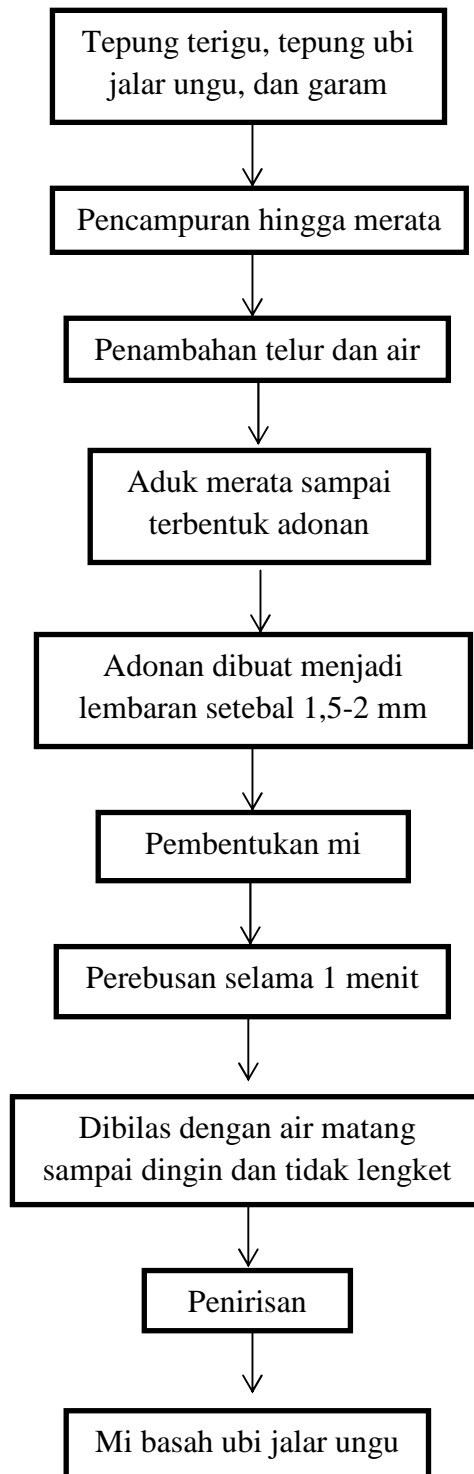 Tepung terigu, tepung ubi
jalar ungu, dan garam
Pencampuran hingga merata
Penambahan telur dan air
Aduk merata sampai
terbentuk adonan
Adonan dibuat menjadi
lembaran setebal 1,5-2 mm
Pembentukan mi
Perebusan selama 1 menit
Dibilas dengan air matang
sampai dingin dan tidak lengket
Penirisan
Mi basah ubi jalar ungu